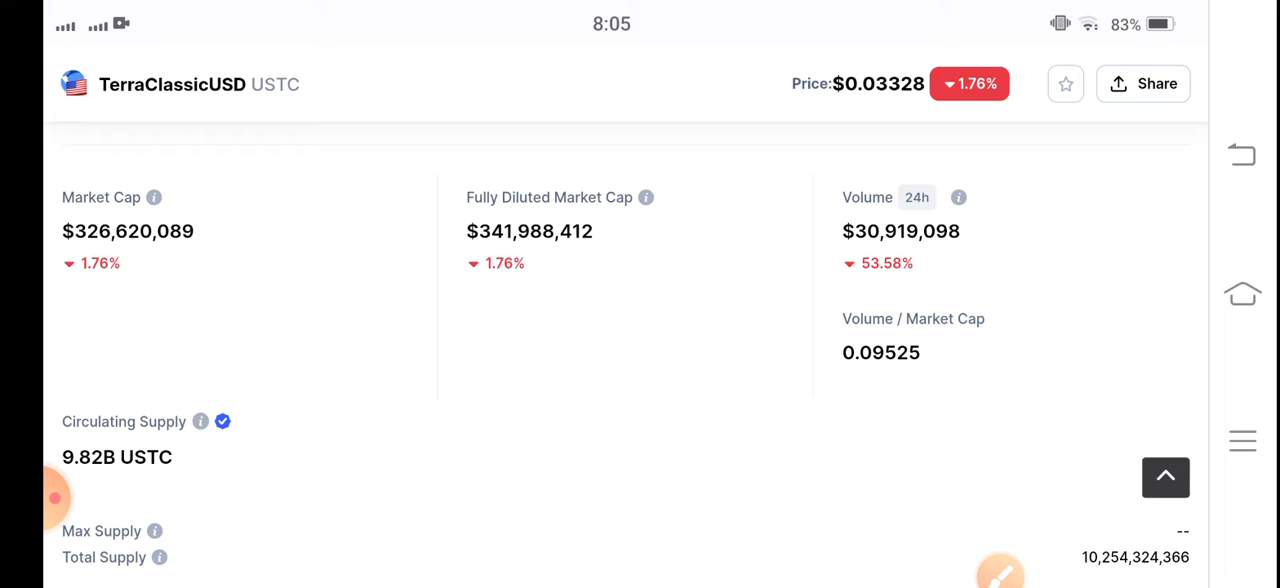 8:05
83%
TerraClassicUSD USTC
Price:$0.03328 1.76%
Share
Market Cap
$326,620,089
1.76%
Fully Diluted Market Cap
$341,988,412
1.76%
Volume 24h
$30,919,098
53.58%
Volume / Market Cap
0.09525
Circulating Supply
9.82B USTC
Max Supply --
Total Supply 10,254,324,366